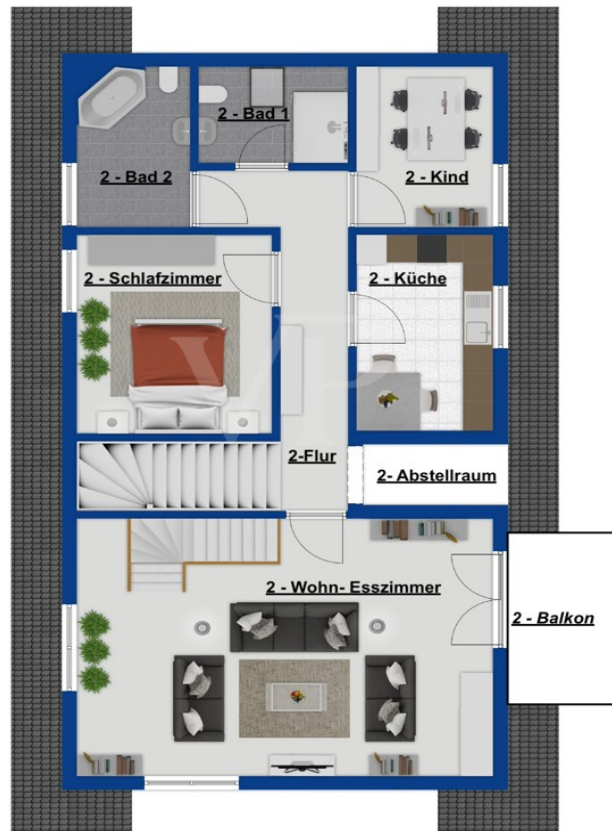 2 - Bad 1
2 - Bad 2
2 - Kind
2 - Schlafzimmer
2 - Küche
VP
2-Flur
2- Abstellraum
2 - Wohn- Esszimmer
2 - Balkon